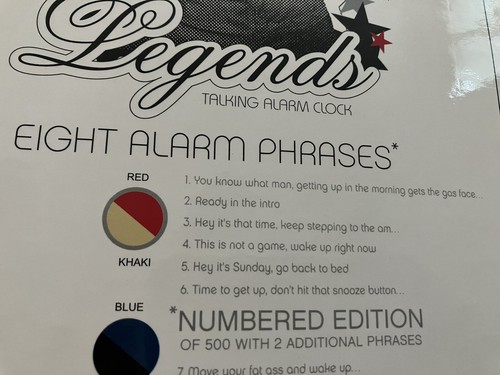 Legends
TALKING ALARM CLOCK
EIGHT ALARM PHRASES*
RED
KHAKI
1. You know what man, getting up in the morning gets the gas face...
2. Ready in the intro
3. Hey it's that time, keep stepping to the am...
4. This is not a game, wake up right now
5. Hey it's Sunday, go back to bed
6. Time to get up, don't hit that snooze button...
BLUE
*NUMBERED EDITION
OF 500 WITH 2 ADDITIONAL PHRASES
7 Move your fat ass and wake up...